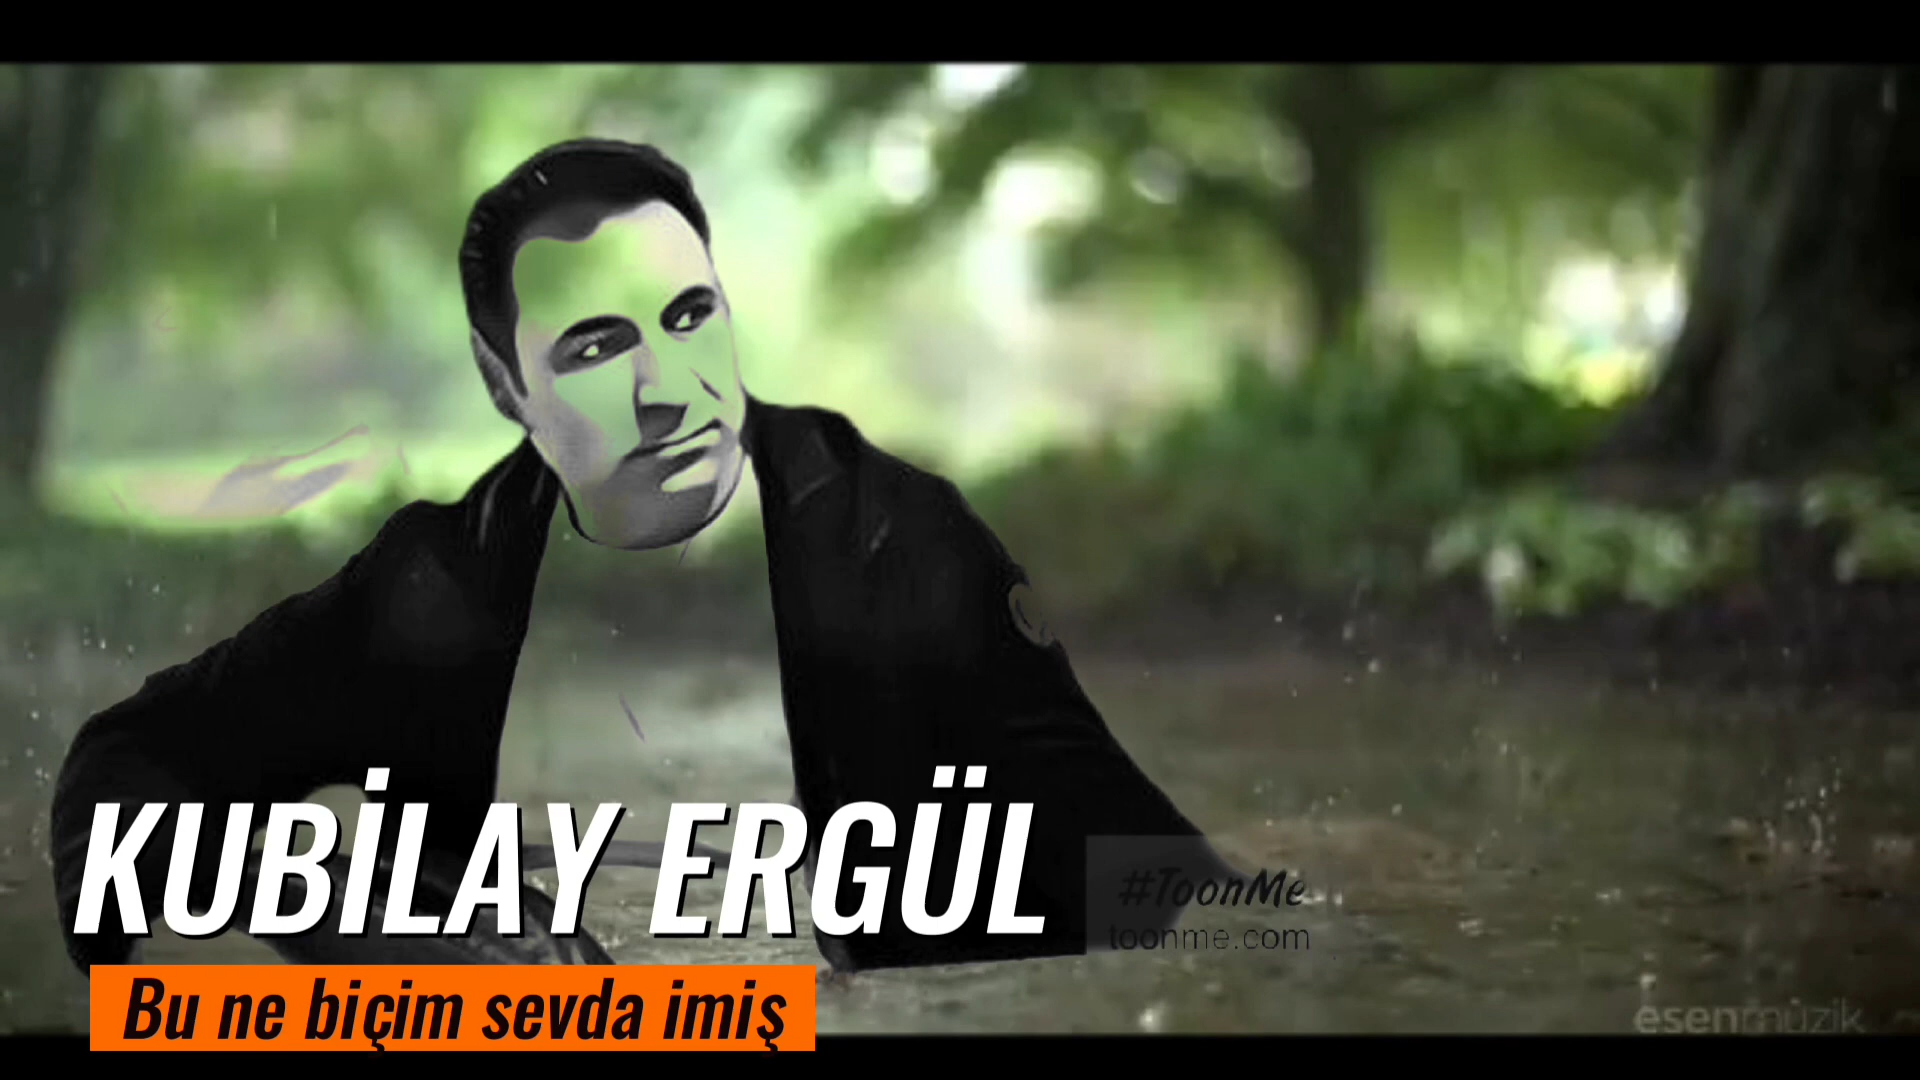 KUBİLAY ERGÜL
#ToonMe
toonme.com
Bu ne biçim sevda imiş
esenmüzik